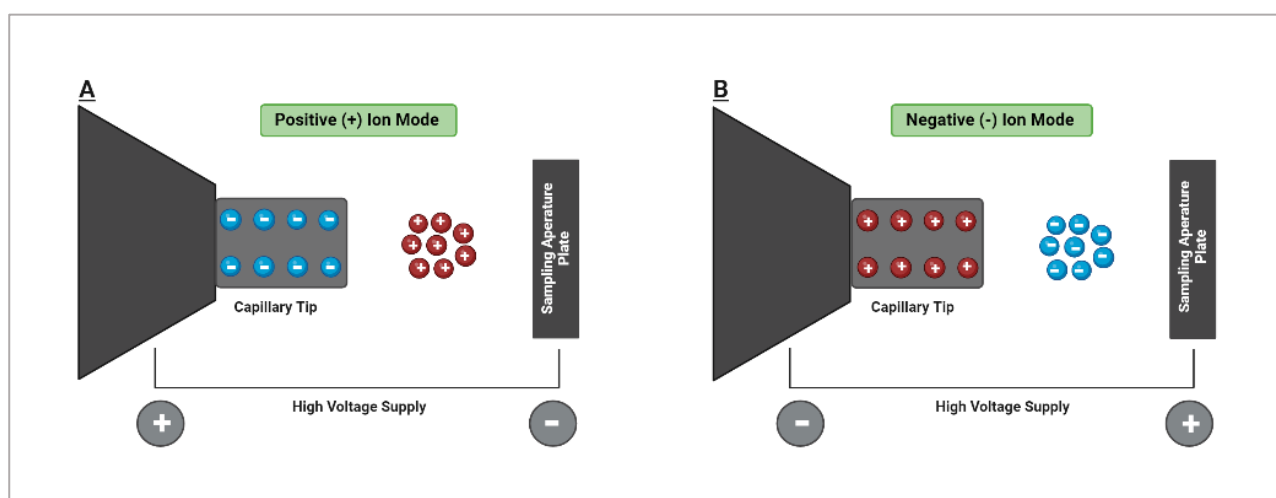 A
Positive (+) Ion Mode
- - - -
- - - -
+ + +
+ + +
+ +
Capillary Tip
Sampling Aperature
Plate
High Voltage Supply
+
-
B
Negative (-) Ion Mode
+ + + +
+ + + +
- - -
- - -
- -
Capillary Tip
Sampling Aperature
Plate
High Voltage Supply
-
+